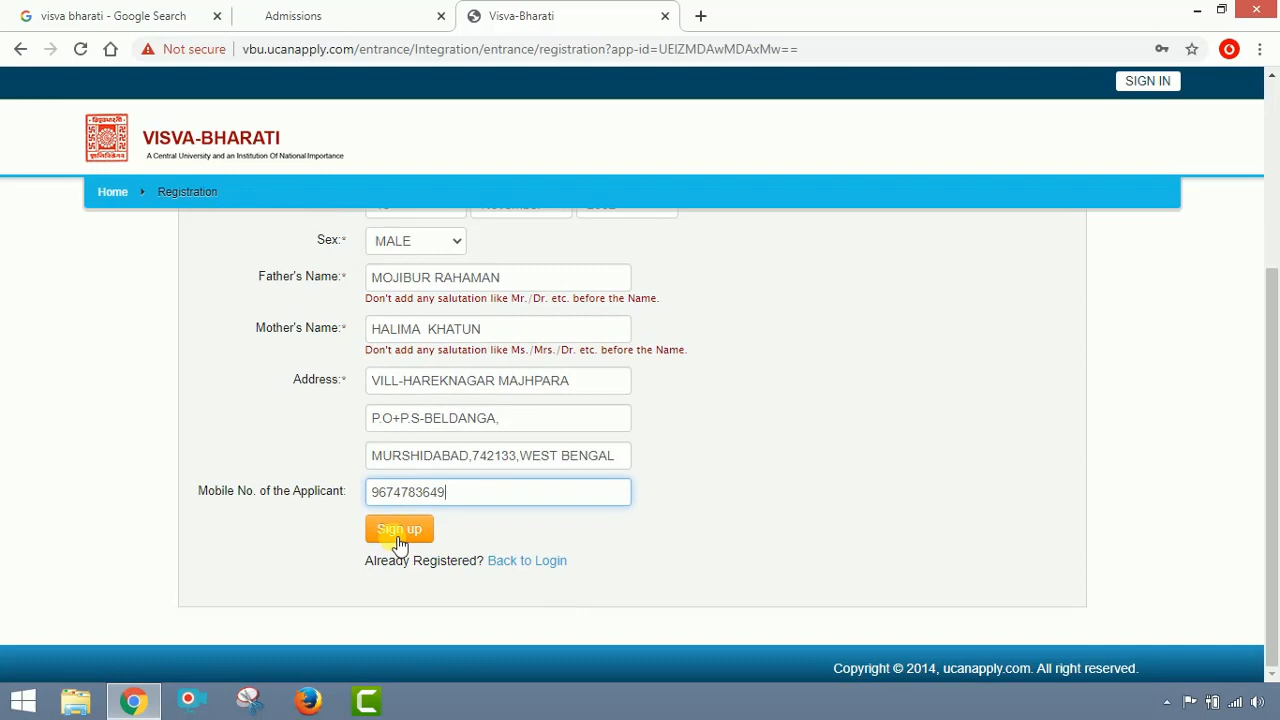 visva bharati - Google Search
Admissions
Visva-Bharati
Not secure
vbu.ucanapply.com/entrance/Integration/entrance/registration?app-id=UElZMDAwMDAxMw==
SIGN IN
VISVA-BHARATI
A Central University and an Institution Of National Importance
Home
Registration
Sex:*
MALE
Father's Name:*
MOJIBUR RAHAMAN
Don't add any salutation like Mr./Dr. etc. before the Name.
Mother's Name:*
HALIMA KHATUN
Don't add any salutation like Ms./Mrs./Dr. etc. before the Name.
Address:*
VILL-HAREKNAGAR MAJHPARA
P.O+P.S-BELDANGA,
MURSHIDABAD,742133,WEST BENGAL
Mobile No. of the Applicant:
9674783649
Sign up
Already Registered? Back to Login
Copyright © 2014, ucanapply.com. All right reserved.